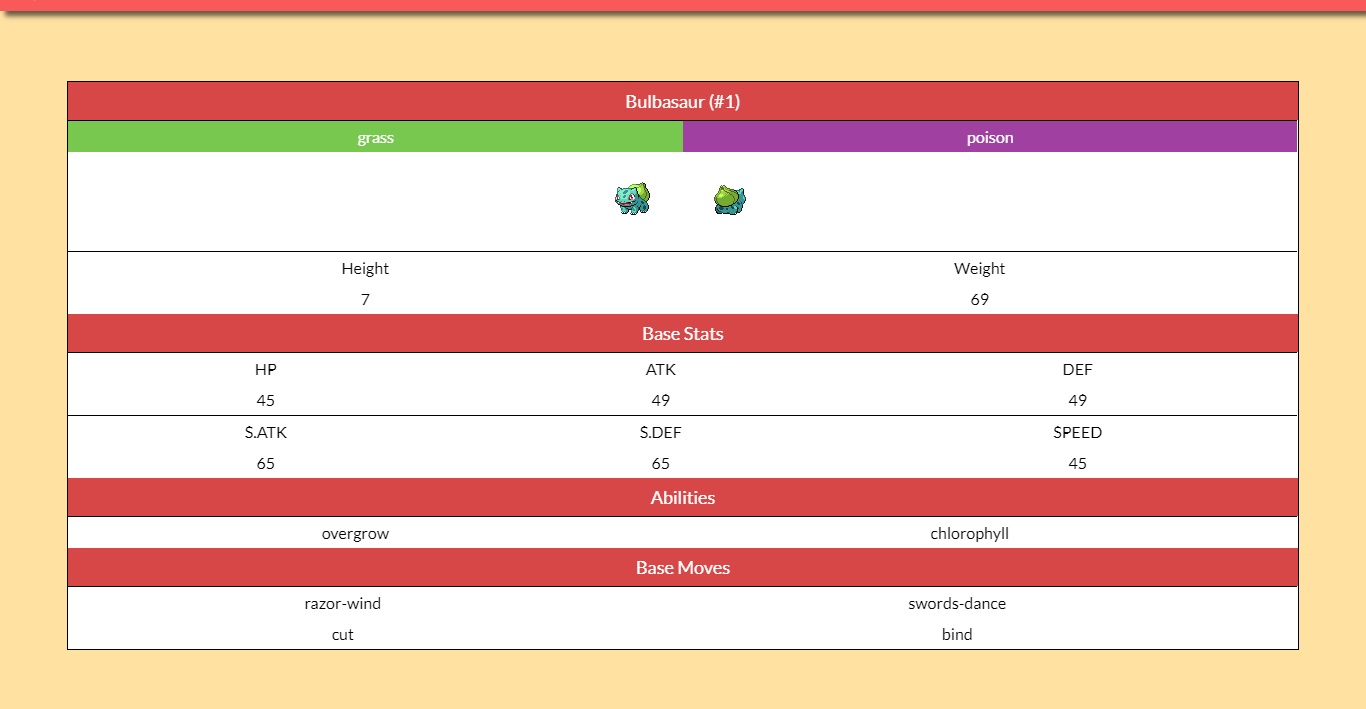 Bulbasaur (#1)
grass poison
Height Weight
7 69
Base Stats
HP ATK DEF
45 49 49
S.ATK S.DEF SPEED
65 65 45
Abilities
overgrow chlorophyll
Base Moves
razor-wind swords-dance
cut bind